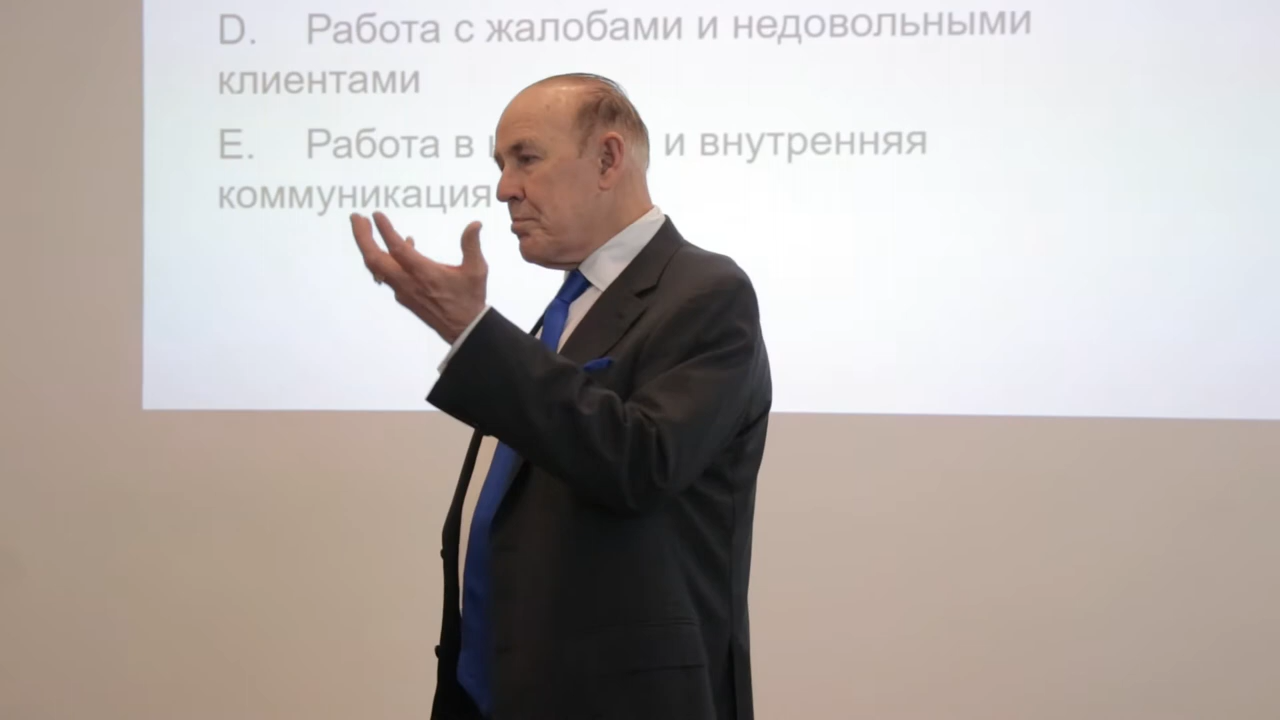 D. Работа с жалобами и недовольными
клиентами
E. Работа в и внутренняя
коммуникация